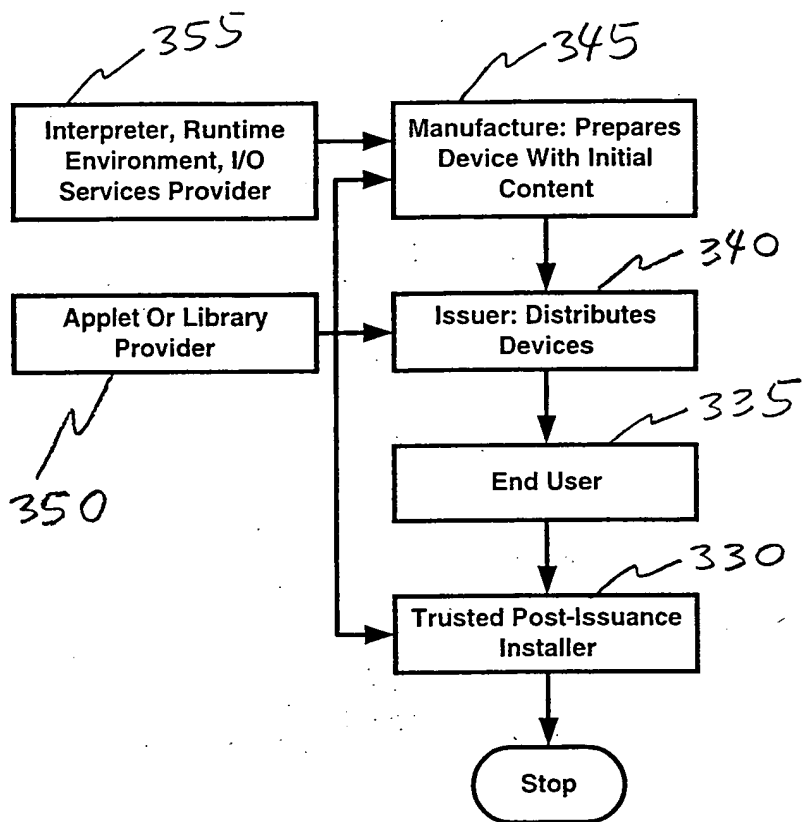 355
345
Interpreter, Runtime
Environment, I/O
Services Provider
Manufacture: Prepares
Device With Initial
Content
340
Applet Or Library
Provider
Issuer: Distributes
Devices
335
350
End User
330
Trusted Post-Issuance
Installer
Stop